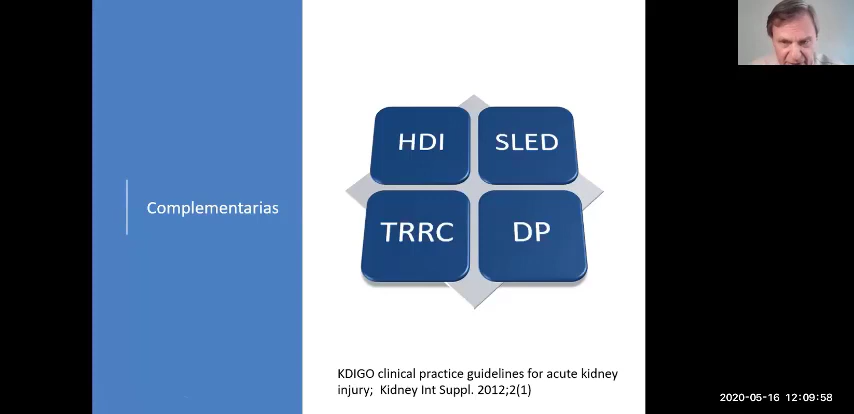 Complementarias
HDI
SLED
TRRC
DP
KDIGO clinical practice guidelines for acute kidney
injury;  Kidney Int Suppl. 2012;2(1)
2020-05-16 12:09:58